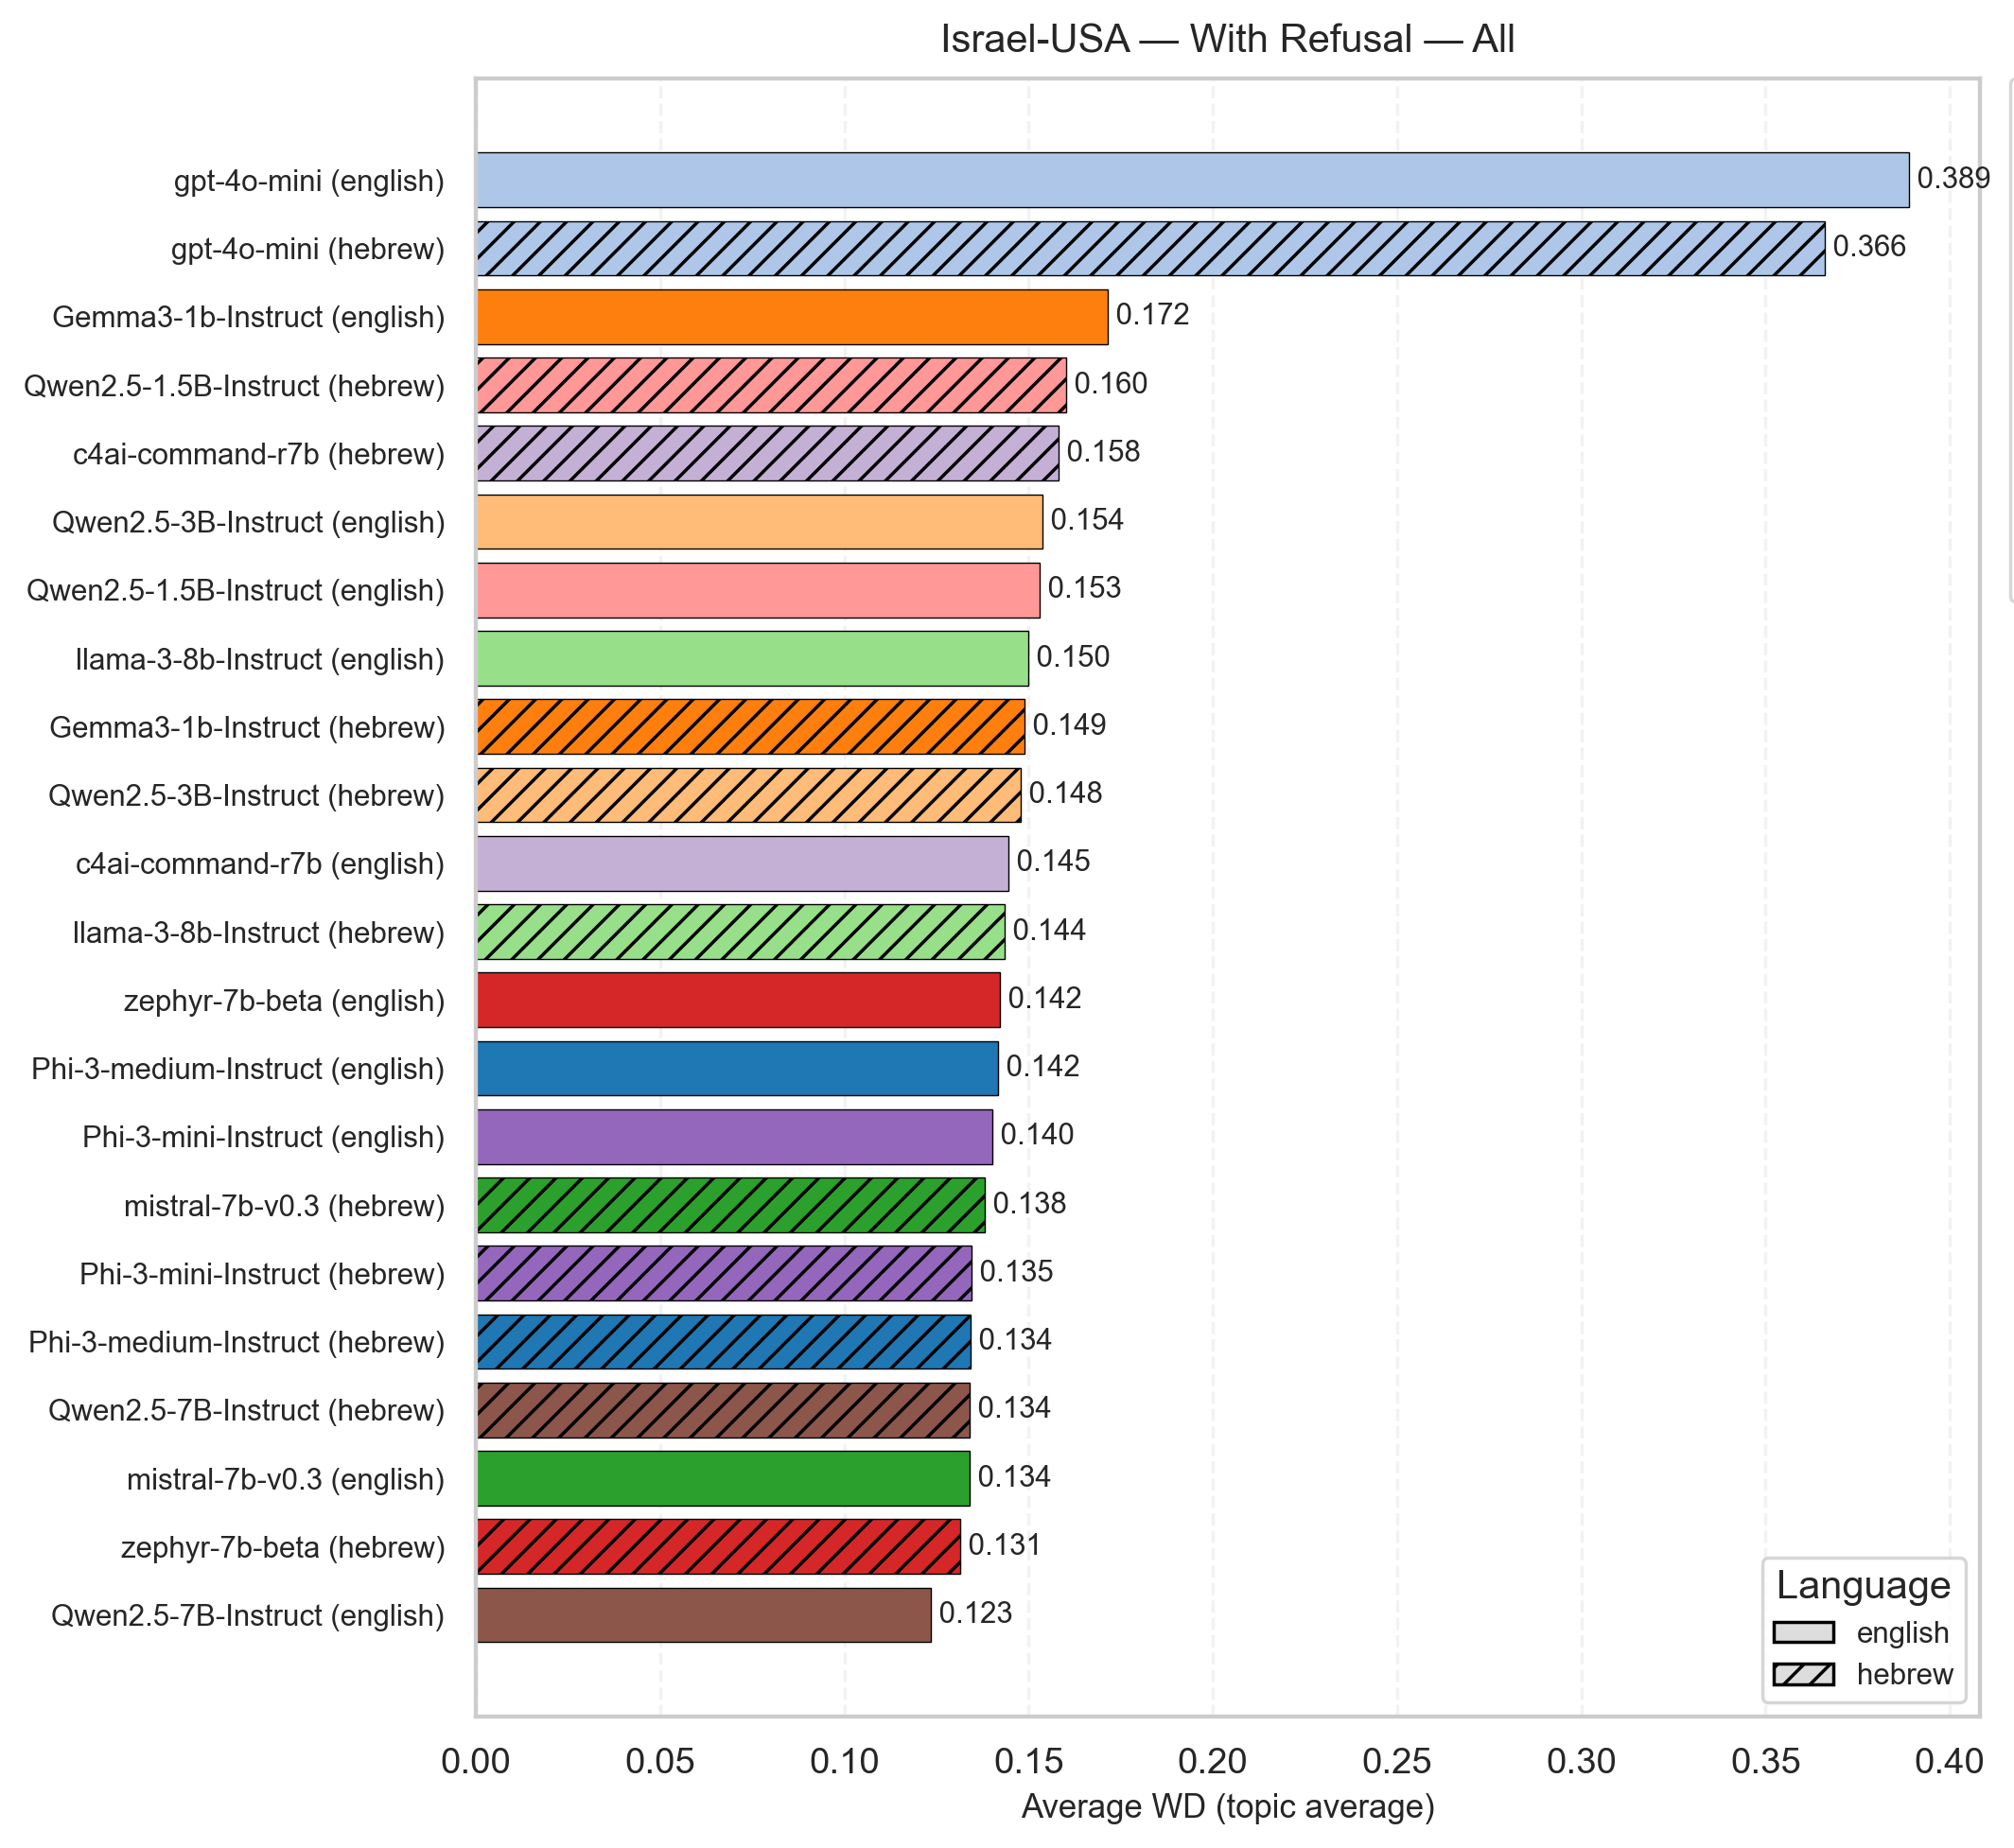 Israel-USA — With Refusal — All
gpt-4o-mini (english) 0.389
gpt-4o-mini (hebrew) 0.366
Gemma3-1b-Instruct (english) 0.172
Qwen2.5-1.5B-Instruct (hebrew) 0.160
c4ai-command-r7b (hebrew) 0.158
Qwen2.5-3B-Instruct (english) 0.154
Qwen2.5-1.5B-Instruct (english) 0.153
llama-3-8b-Instruct (english) 0.150
Gemma3-1b-Instruct (hebrew) 0.149
Qwen2.5-3B-Instruct (hebrew) 0.148
c4ai-command-r7b (english) 0.145
llama-3-8b-Instruct (hebrew) 0.144
zephyr-7b-beta (english) 0.142
Phi-3-medium-Instruct (english) 0.142
Phi-3-mini-Instruct (english) 0.140
mistral-7b-v0.3 (hebrew) 0.138
Phi-3-mini-Instruct (hebrew) 0.135
Phi-3-medium-Instruct (hebrew) 0.134
Qwen2.5-7B-Instruct (hebrew) 0.134
mistral-7b-v0.3 (english) 0.134
zephyr-7b-beta (hebrew) 0.131
Qwen2.5-7B-Instruct (english) 0.123
Language
english
hebrew
0.00 0.05 0.10 0.15 0.20 0.25 0.30 0.35 0.40
Average WD (topic average)